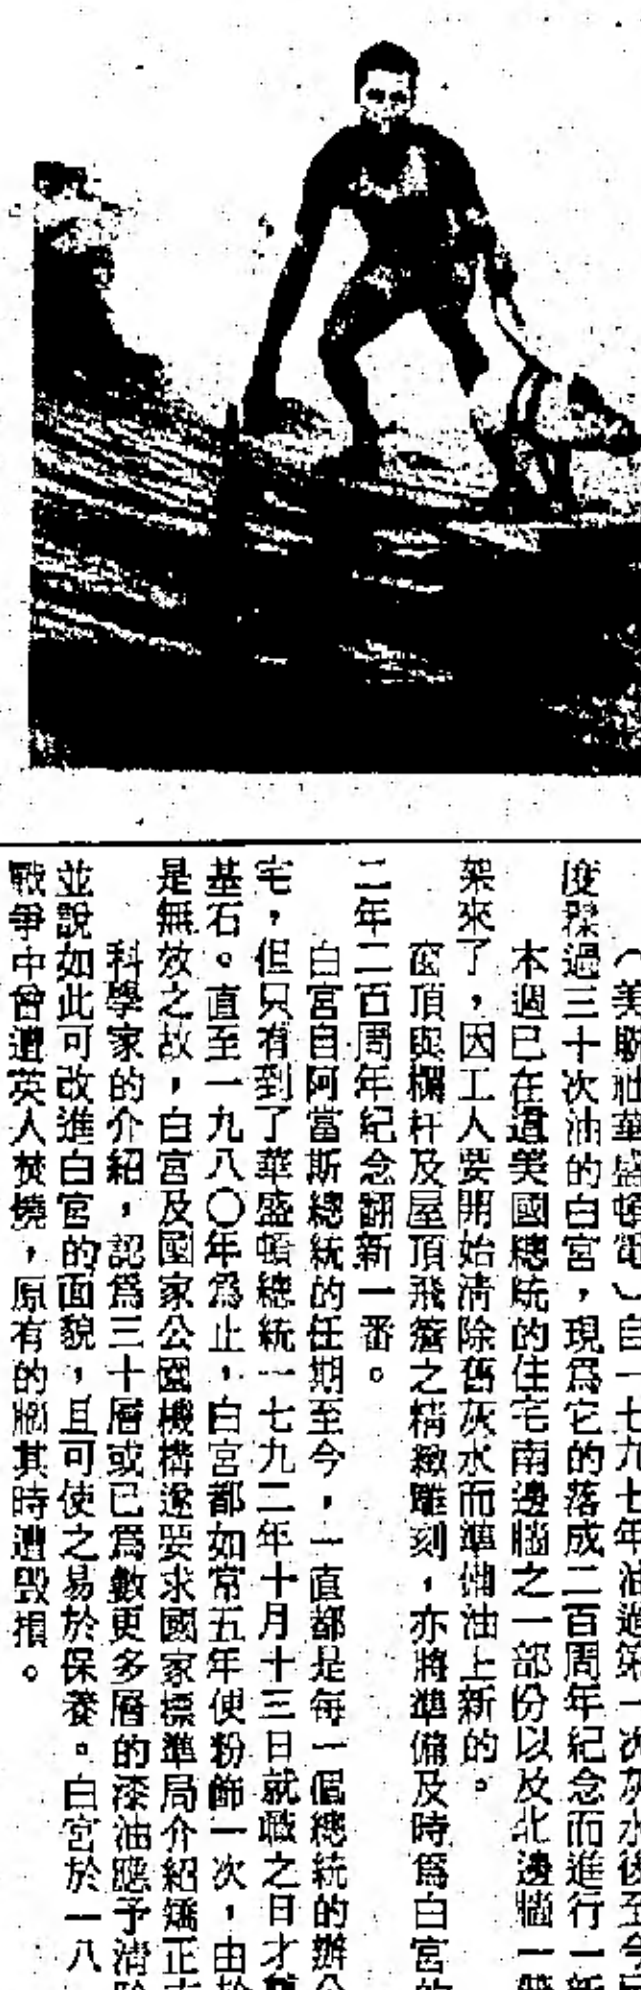 （美聯社華盛頓電）自一七九七年油過第一次灰水後至今已
度髹過三十次油的白宮，現爲它的落成二百周年紀念而進行一新
本週已在這美國總統的住宅南邊牆之一部份以及北邊牆一
架來了，因工人要開始清除舊灰水而準備油上新的。
窗頂與欄杆及屋頂飛簷之精緻雕刻，亦將準備及時爲白宮的
二年二百周年紀念翻新一番。
白宮自阿當斯總統的任期至今，一直都是每一個總統的辦公
宅，但只有到了華盛頓總統一七九二年十月十三日就職之日才
基石。直至一九八〇年爲止，白宮都如常五年便粉飾一次，由於
是無效之故，白宮及國家公園機構遂要求國家標準局介紹矯正
科學家的介紹，認爲三十層或已爲數更多層的漆油應予清除
並說如此可改進白宮的面貌，且可使之易於保養。白宮於一八
戰爭中曾遭英人焚燒，原有的牆其時遭毀損。